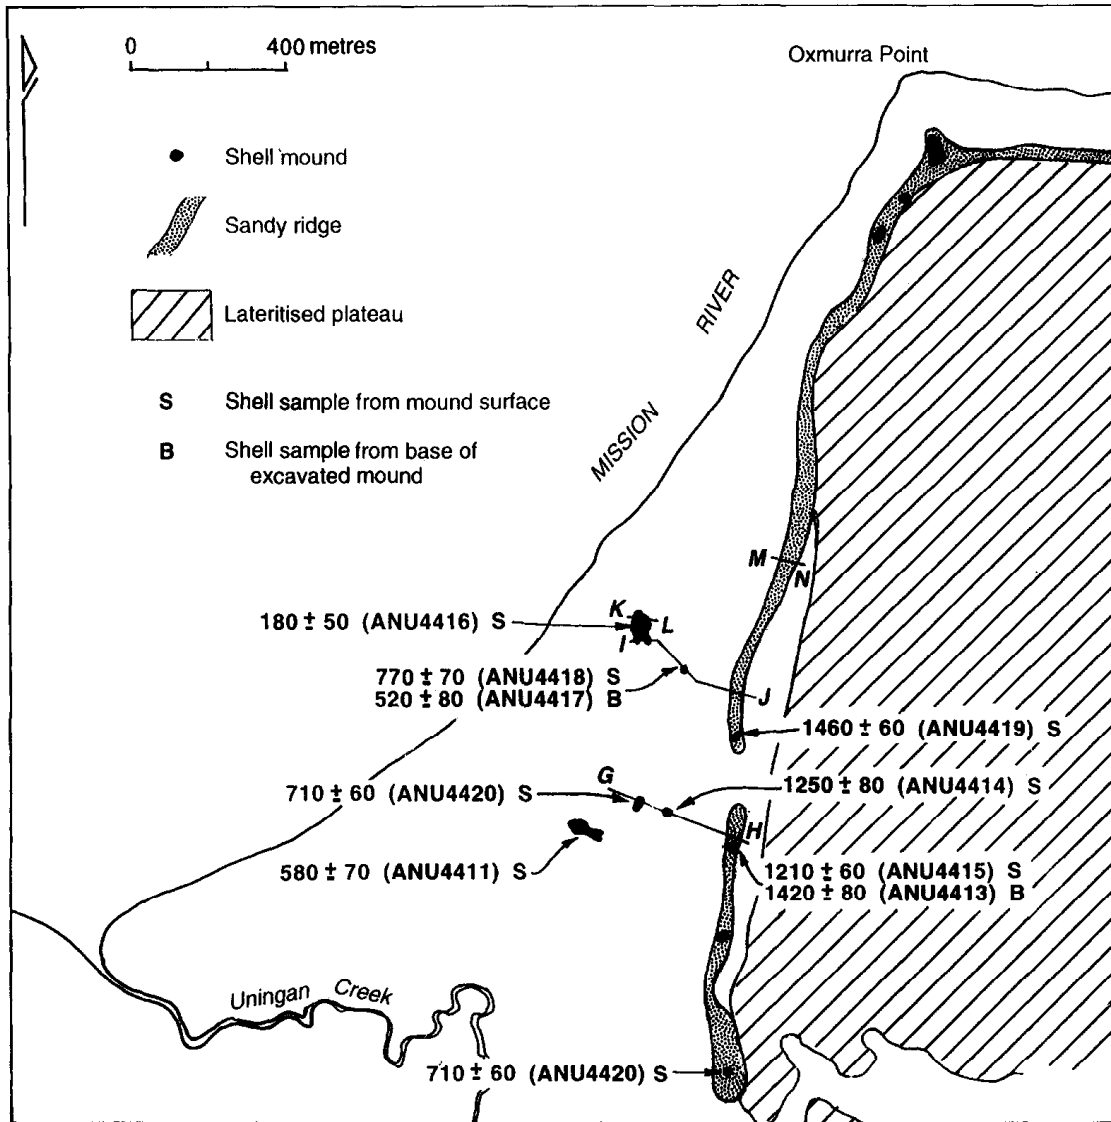 0 400 metres
Oxmurra Point
Shell mound
Sandy ridge
Lateritised plateau
S Shell sample from mound surface
B Shell sample from base of
excavated mound
MISSION RIVER
M
N
K
L
I
180 ± 50 (ANU4416) S
770 ± 70 (ANU4418) S
520 ± 80 (ANU4417) B
J
1460 ± 60 (ANU4419) S
G
710 ± 60 (ANU4420) S
1250 ± 80 (ANU4414) S
H
580 ± 70 (ANU4411) S
1210 ± 60 (ANU4415) S
1420 ± 80 (ANU4413) B
Uningan Creek
710 ± 60 (ANU4420) S